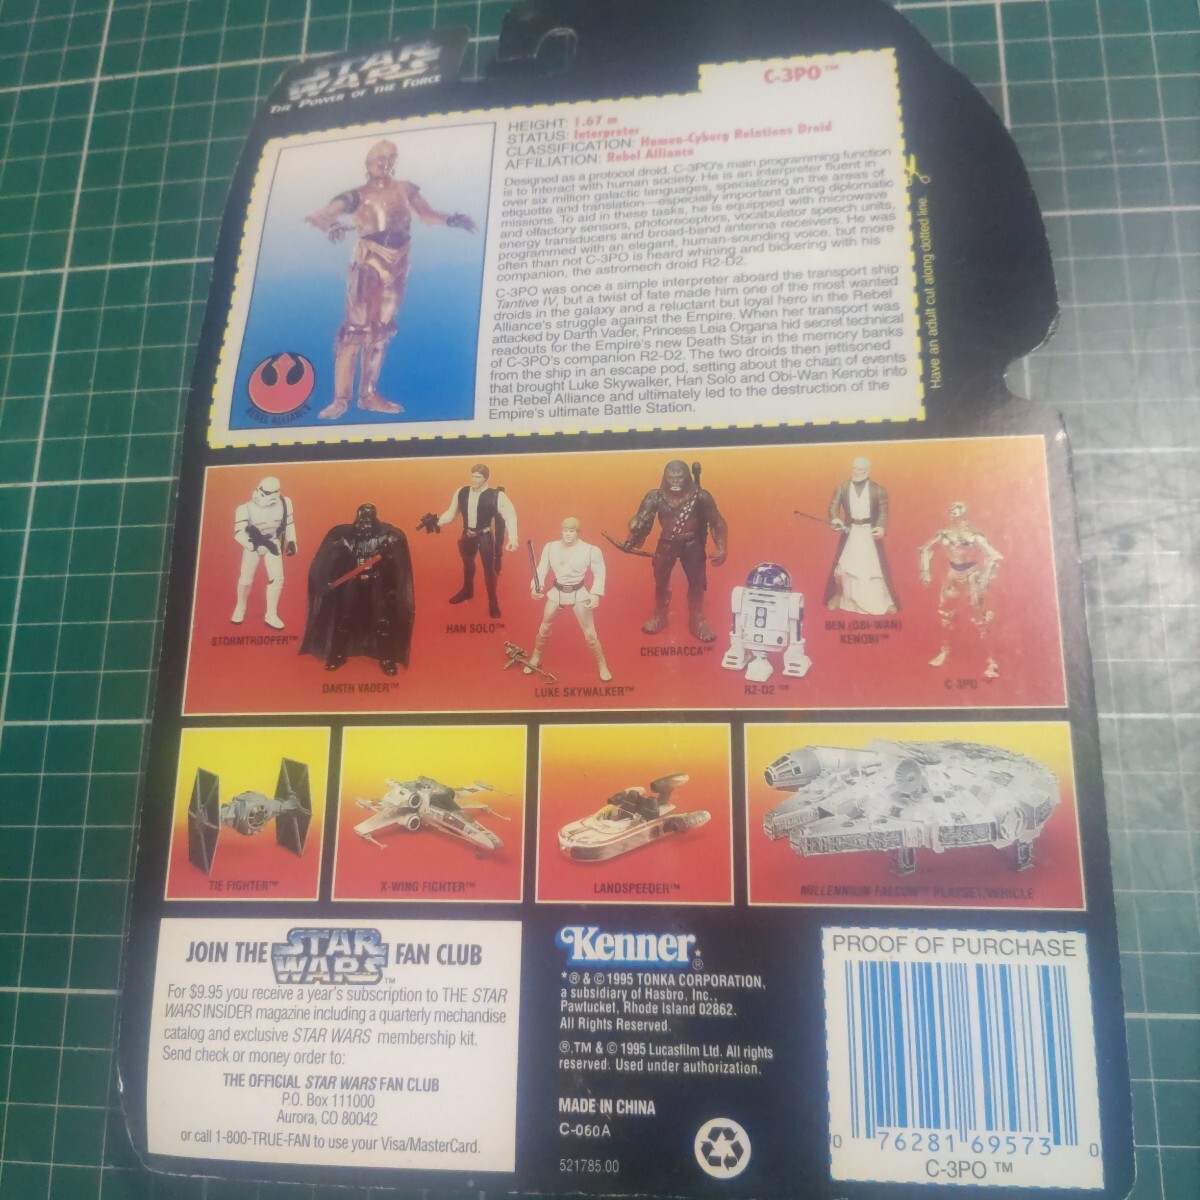 STAR
WARS
THE POWER OF THE FORCE
C-3PO™
HEIGHT: 1.67 m
STATUS: Interpreter
CLASSIFICATION: Human-Cyborg Relations Droid
AFFILIATION: Rebel Alliance
Designed as a protocol droid, C-3PO's main programming function
is to interact with human society. He is an interpreter fluent in
over six million galactic languages, specializing in the areas of
etiquette and translation—especially important during diplomatic
missions. To aid in these tasks, he is equipped with microwave
and olfactory sensors, photoreceptors, vocabulator speech units,
energy transducers and broad-band antenna receivers. He was
programmed with an elegant, human-sounding voice, but more
often than not C-3PO is heard whining and bickering with his
companion, the astromech droid R2-D2.
C-3PO was once a simple interpreter aboard the transport ship
Tantive IV, but a twist of fate made him one of the most wanted
droids in the galaxy and a reluctant but loyal hero in the Rebel
Alliance's struggle against the Empire. When her transport was
attacked by Darth Vader, Princess Leia Organa hid secret technical
readouts for the Empire's new Death Star in the memory banks
of C-3PO's companion R2-D2. The two droids then jettisoned
from the ship in an escape pod, setting about the chain of events
that brought Luke Skywalker, Han Solo and Obi-Wan Kenobi into
the Rebel Alliance and ultimately led to the destruction of the
Empire's ultimate Battle Station.
REBEL ALLIANCE
Have an adult cut along dotted line.
STORMTROOPER™
DARTH VADER™
HAN SOLO™
LUKE SKYWALKER™
CHEWBACCA™
R2-D2™
BEN (OBI-WAN)
KENOBI™
C-3PO™
TIE FIGHTER™
X-WING FIGHTER™
LANDSPEEDER™
MILLENNIUM FALCON™ PLAYSET/VEHICLE
JOIN THE STAR WARS™ FAN CLUB
For $9.95 you receive a year's subscription to THE STAR
WARS INSIDER magazine including a quarterly mechandise
catalog and exclusive STAR WARS membership kit.
Send check or money order to:
THE OFFICIAL STAR WARS FAN CLUB
P.O. Box 111000
Aurora, CO 80042
or call 1-800-TRUE-FAN to use your Visa/MasterCard.
Kenner®*
*® & © 1995 TONKA CORPORATION,
a subsidiary of Hasbro, Inc.,
Pawtucket, Rhode Island 02862.
All Rights Reserved.
®,TM & © 1995 Lucasfilm Ltd. All rights
reserved. Used under authorization.
MADE IN CHINA
C-060A
521785.00
PROOF OF PURCHASE
0 76281 69573 0
C-3PO ™